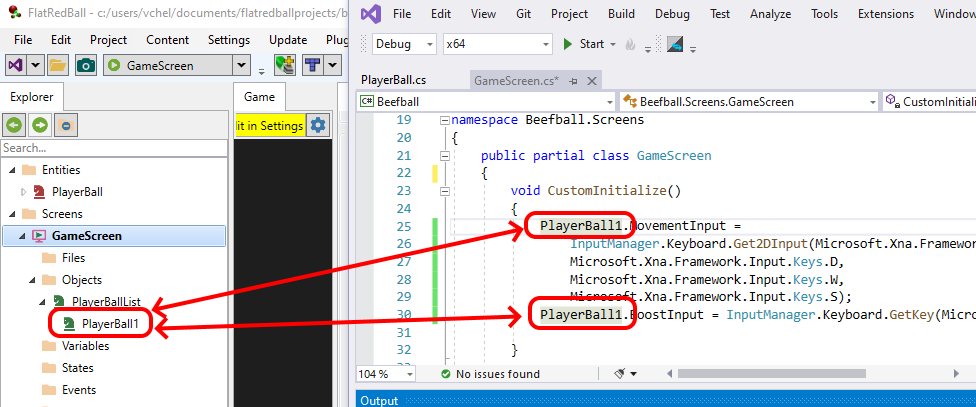 FlatRedBall - c:/users/vchel/documents/flatredballprojects/b
File Edit Project Content Settings Update Plu
GameScreen
Explorer
Search...
Entities
PlayerBall
Screens
GameScreen
Files
Objects
PlayerBallList
PlayerBall1
Variables
States
Events
Game
it in Settings
File Edit View Git Project Build Debug Test Analyze Tools Extensions Window
Debug x64 Start
PlayerBall.cs GameScreen.cs*
C# Beefball Beefball.Screens.GameScreen CustomInitializ
19 namespace Beefball.Screens
20 {
21 public partial class GameScreen
22 {
23 void CustomInitialize()
24 {
25 PlayerBall1.MovementInput =
26 InputManager.Keyboard.Get2DInput(Microsoft.Xna.Framewor
27 Microsoft.Xna.Framework.Input.Keys.D,
28 Microsoft.Xna.Framework.Input.Keys.W,
29 Microsoft.Xna.Framework.Input.Keys.S);
30 PlayerBall1.BoostInput = InputManager.Keyboard.GetKey(Micro
31
32 }
104 % No issues found
Output